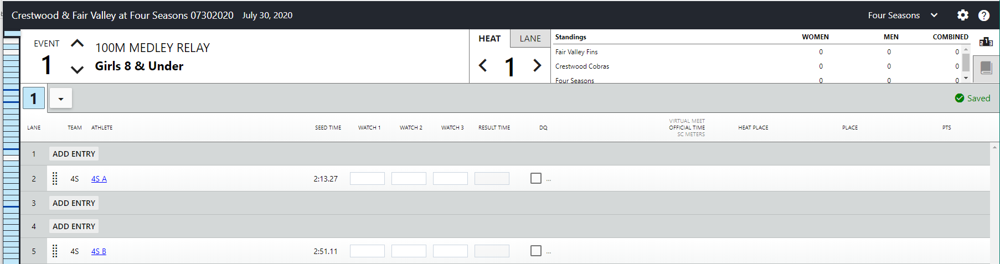 Crestwood & Fair Valley at Four Seasons 07302020 July 30, 2020 Four Seasons
EVENT
1
100M MEDLEY RELAY
Girls 8 & Under
HEAT LANE
1
Standings WOMEN MEN COMBINED
Fair Valley Fins 0 0 0
Crestwood Cobras 0 0 0
Four Seasons 0 0 0
1
Saved
LANE TEAM ATHLETE SEED TIME WATCH 1 WATCH 2 WATCH 3 RESULT TIME DQ VIRTUAL MEET
OFFICIAL TIME
SC METERS HEAT PLACE PLACE PTS
1 ADD ENTRY
2 4S 4S A 2:13.27 ...
3 ADD ENTRY
4 ADD ENTRY
5 4S 4S B 2:51.11 ...